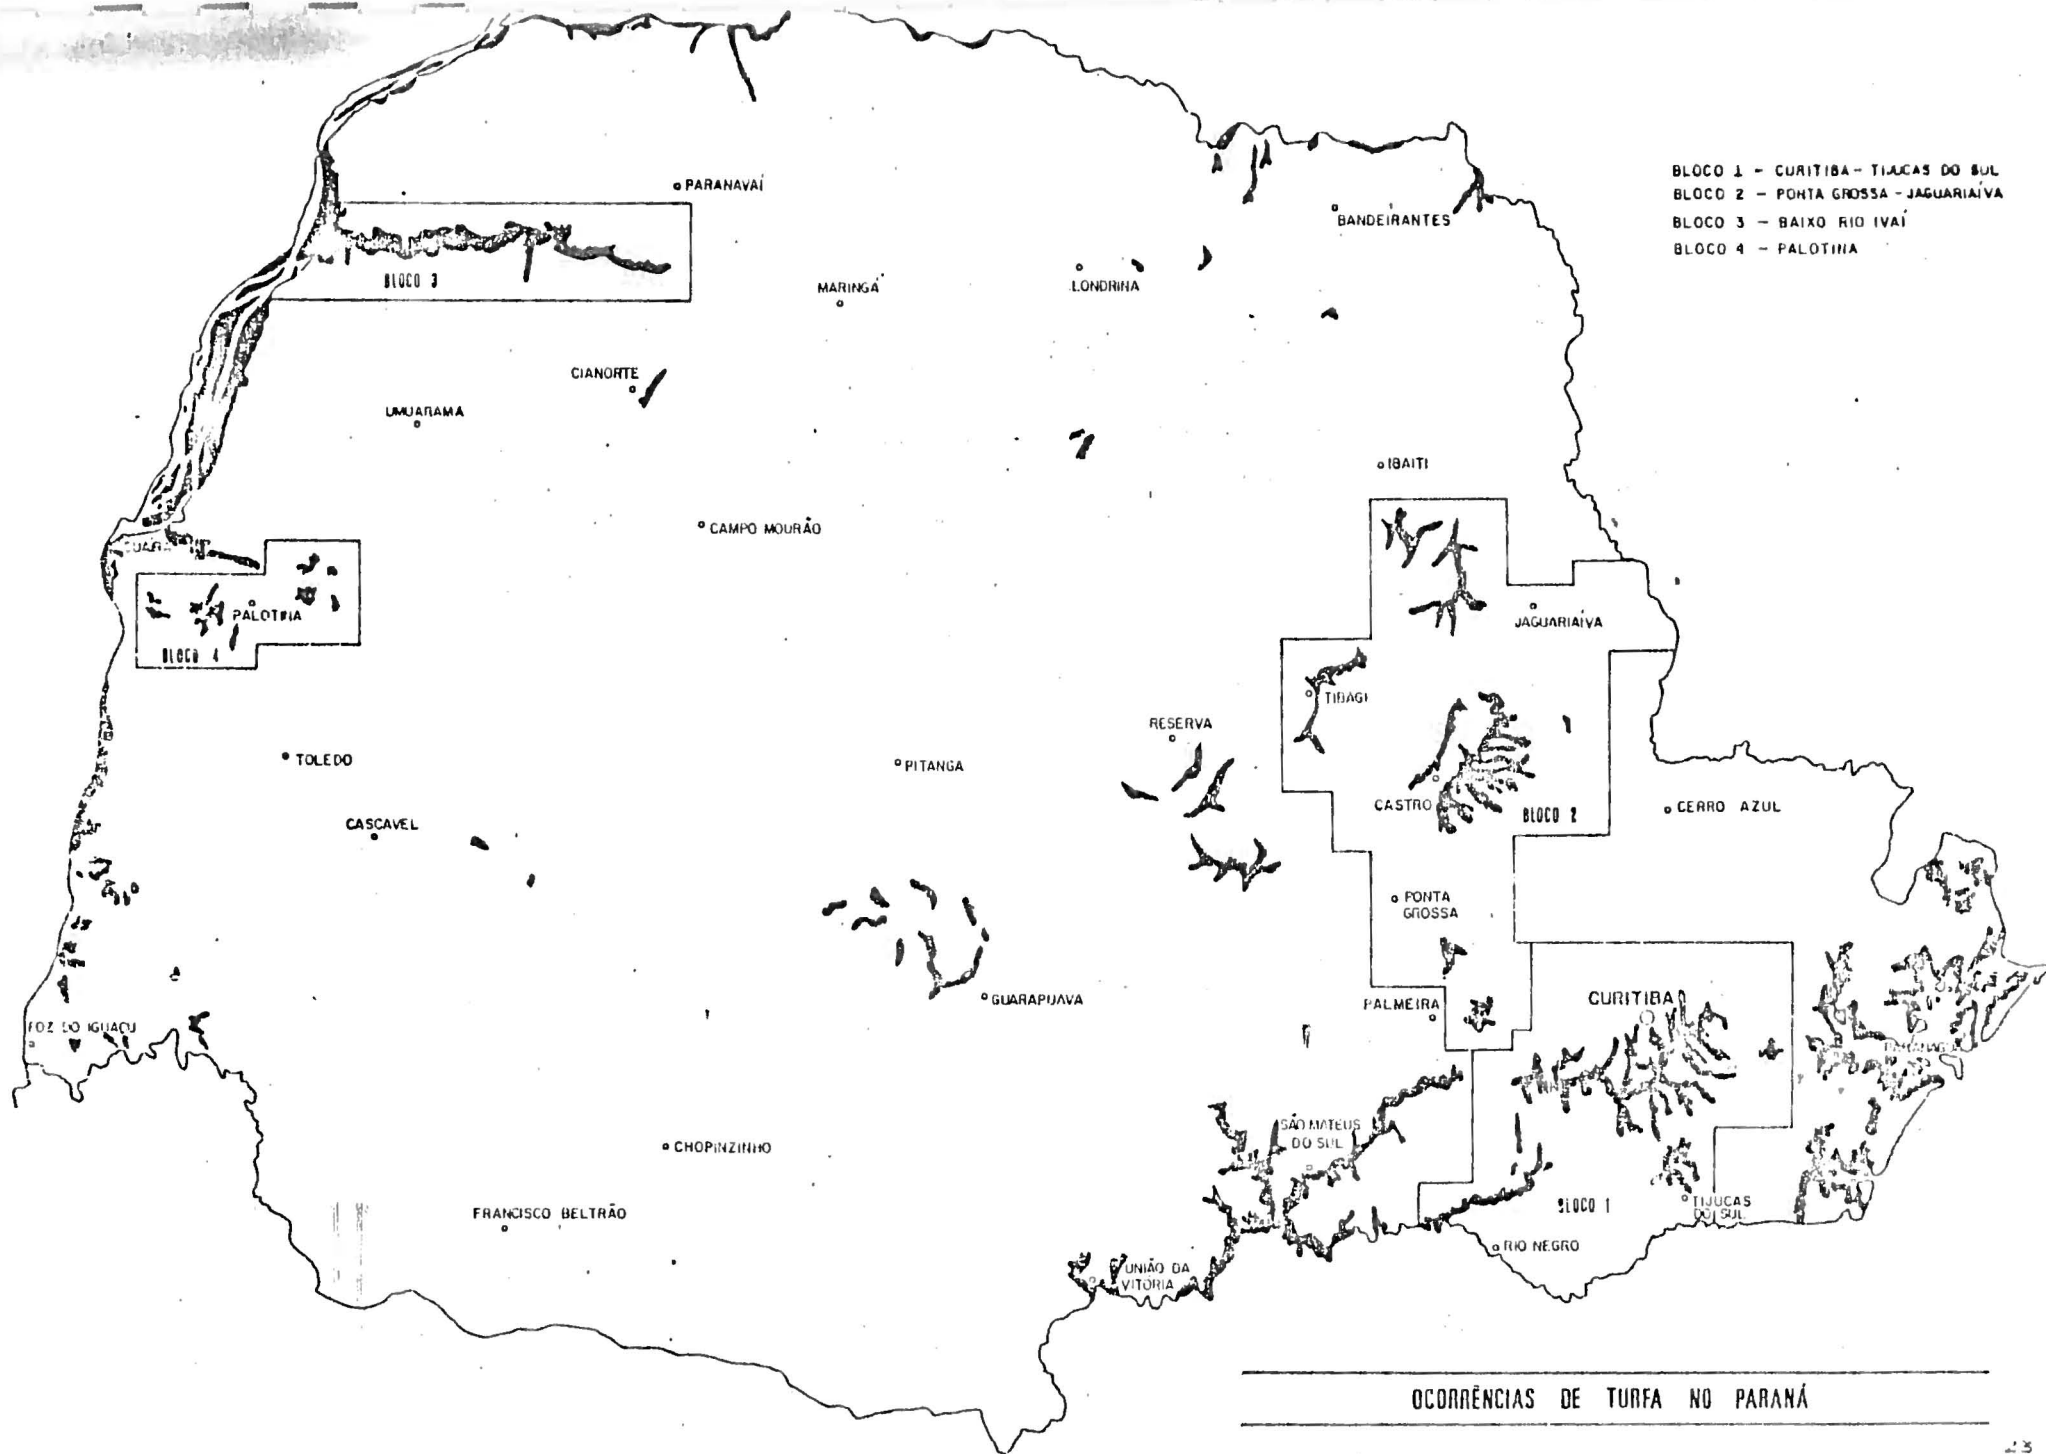 PARANAVAÍ
BLOCO 1 - CURITIBA - TIJUCAS DO SUL
BLOCO 2 - PONTA GROSSA - JAGUARIAÍVA
BLOCO 3 - BAIXO RIO IVAÍ
BLOCO 4 - PALOTINA
BANDEIRANTES
BLOCO 3
MARINGÁ
LONDRINA
CIANORTE
UMUARAMA
IBAITI
CAMPO MOURÃO
GUAÍRA
PALOTINA
JAGUARIAÍVA
BLOCO 4
TIBAGI
RESERVA
TOLEDO
PITANGA
CASTRO
BLOCO 2
CERRO AZUL
CASCAVEL
PONTA
GROSSA
GUARAPUAVA
PALMEIRA
CURITIBA
FOZ DO IGUAÇU
PARANAGUÁ
SÃO MATEUS
DO SUL
CHOPINZINHO
FRANCISCO BELTRÃO
BLOCO 1
TIJUCAS
DO SUL
RIO NEGRO
UNIÃO DA
VITÓRIA
OCORRÊNCIAS DE TURFA NO PARANÁ